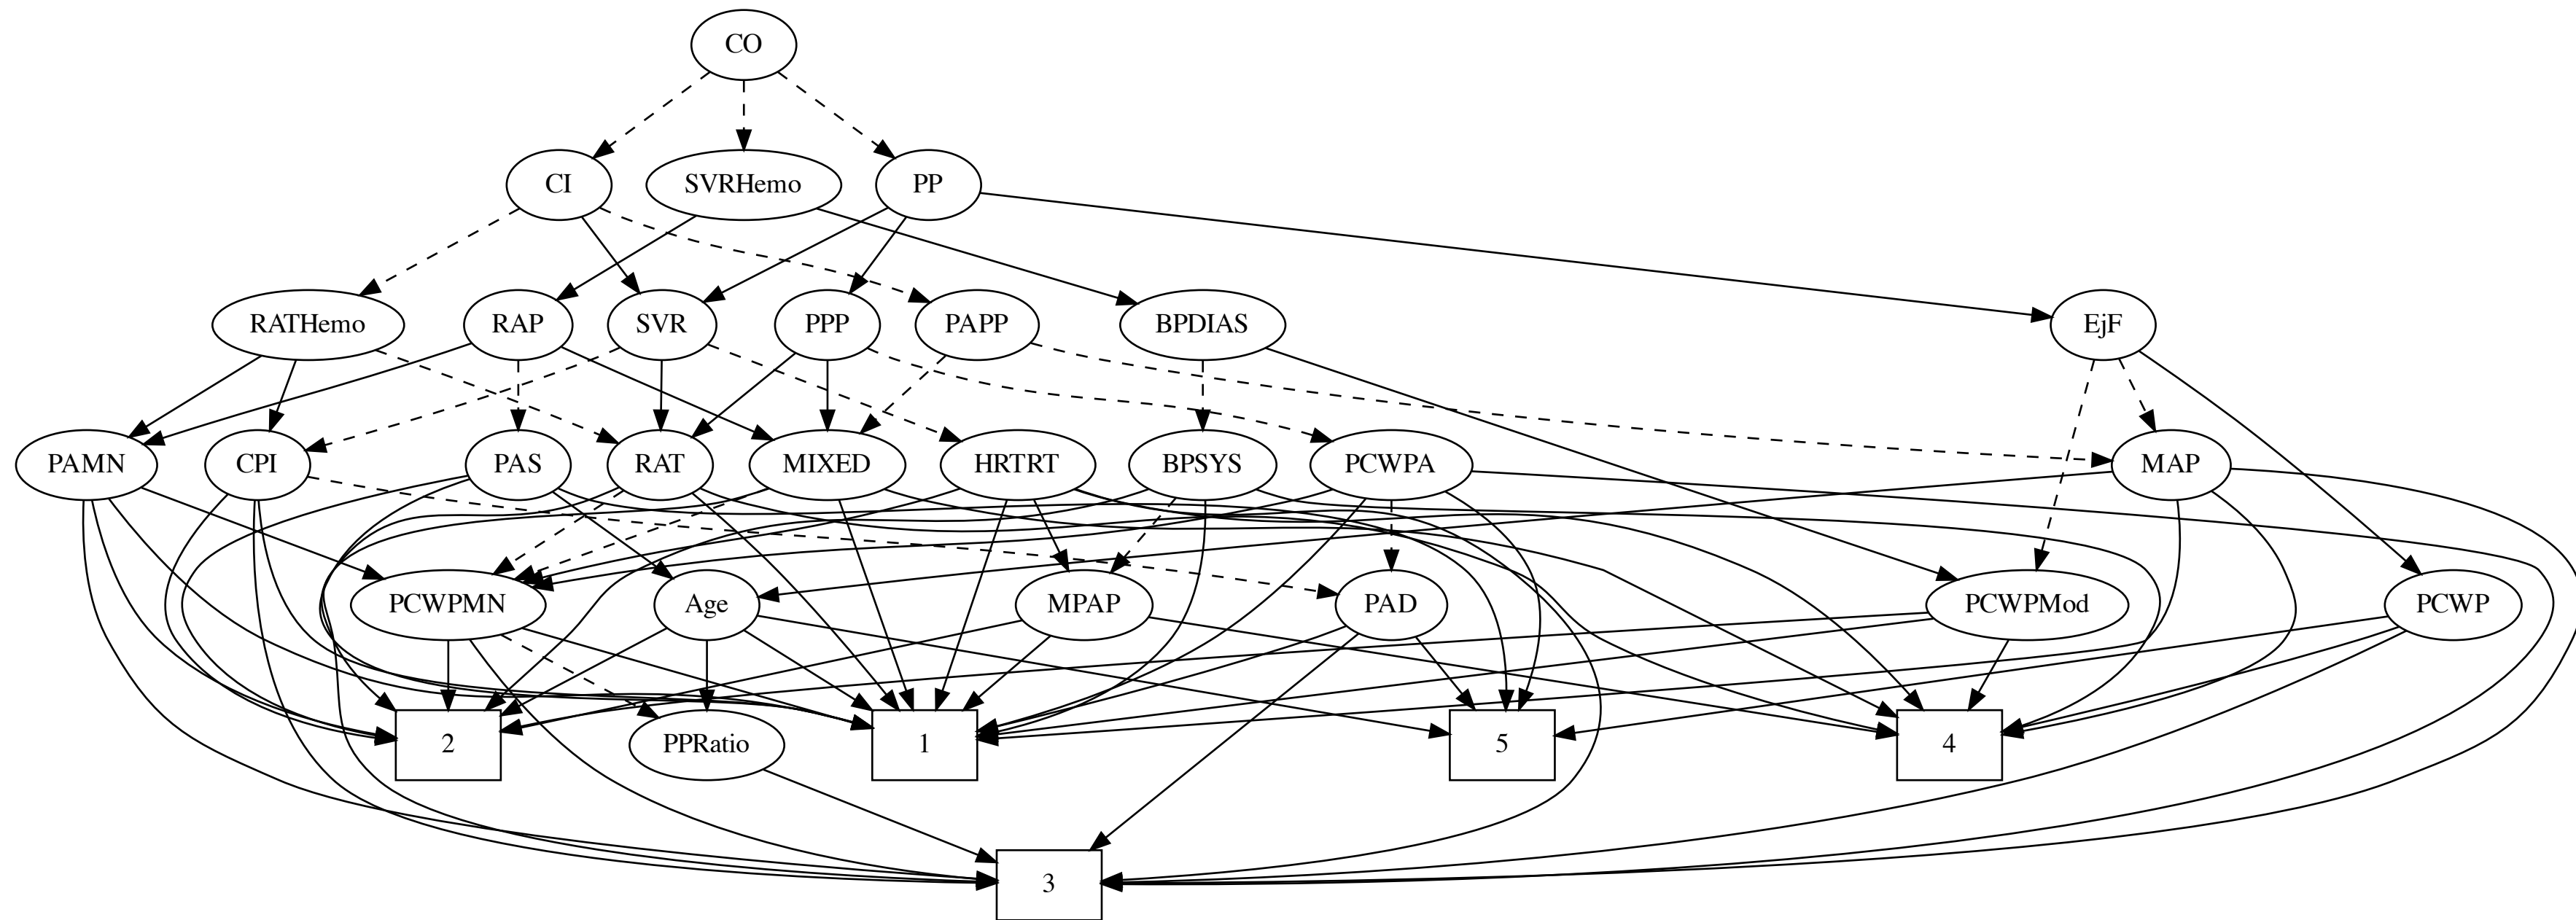 CO
CI
SVRHemo
PP
RATHemo
RAP
SVR
PPP
PAPP
BPDIAS
EjF
PAMN
CPI
PAS
RAT
MIXED
HRTRT
BPSYS
PCWPA
MAP
PCWPMN
Age
MPAP
PAD
PCWPMod
PCWP
2
PPRatio
1
5
4
3